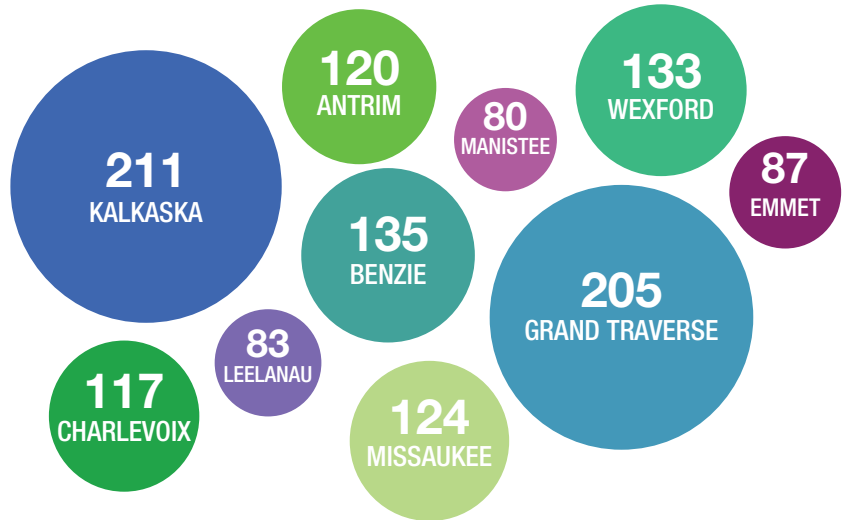 120
ANTRIM
133
WEXFORD
80
MANISTEE
211
KALKASKA
87
EMMET
135
BENZIE
205
GRAND TRAVERSE
83
LEELANAU
117
CHARLEVOIX
124
MISSAUKEE